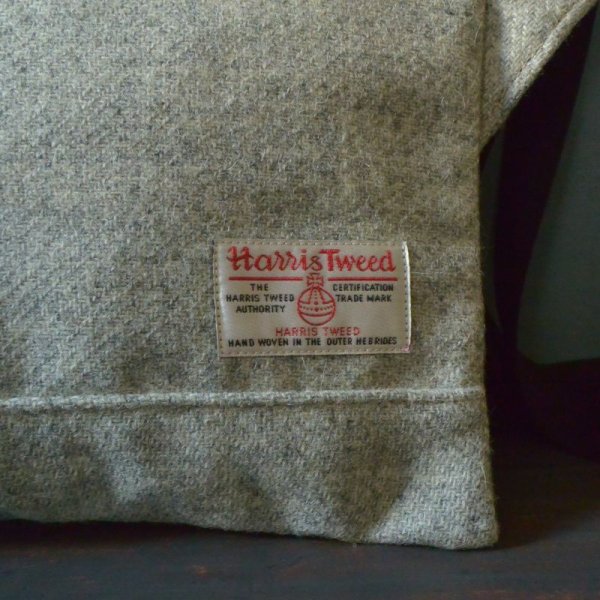 Harris Tweed
THE HARRIS TWEED AUTHORITY
CERTIFICATION TRADE MARK
HARRIS TWEED
HAND WOVEN IN THE OUTER HEBRIDES